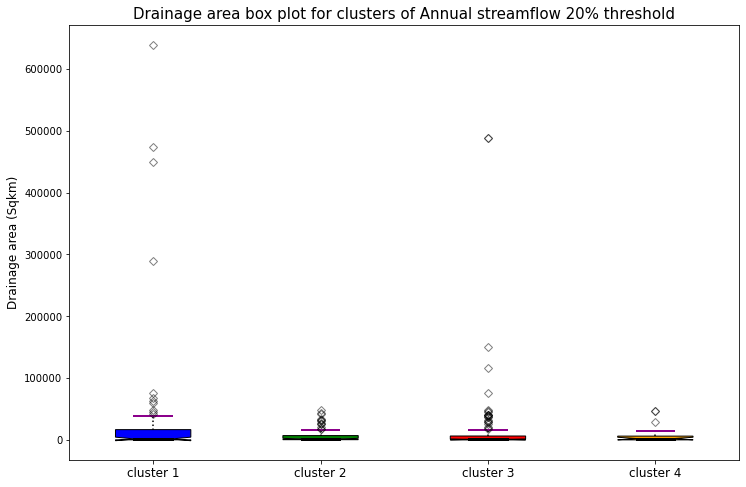 Drainage area box plot for clusters of Annual streamflow 20% threshold
600000
500000
400000
300000
200000
100000
0
Drainage area (Sqkm)
cluster 1
cluster 2
cluster 3
cluster 4